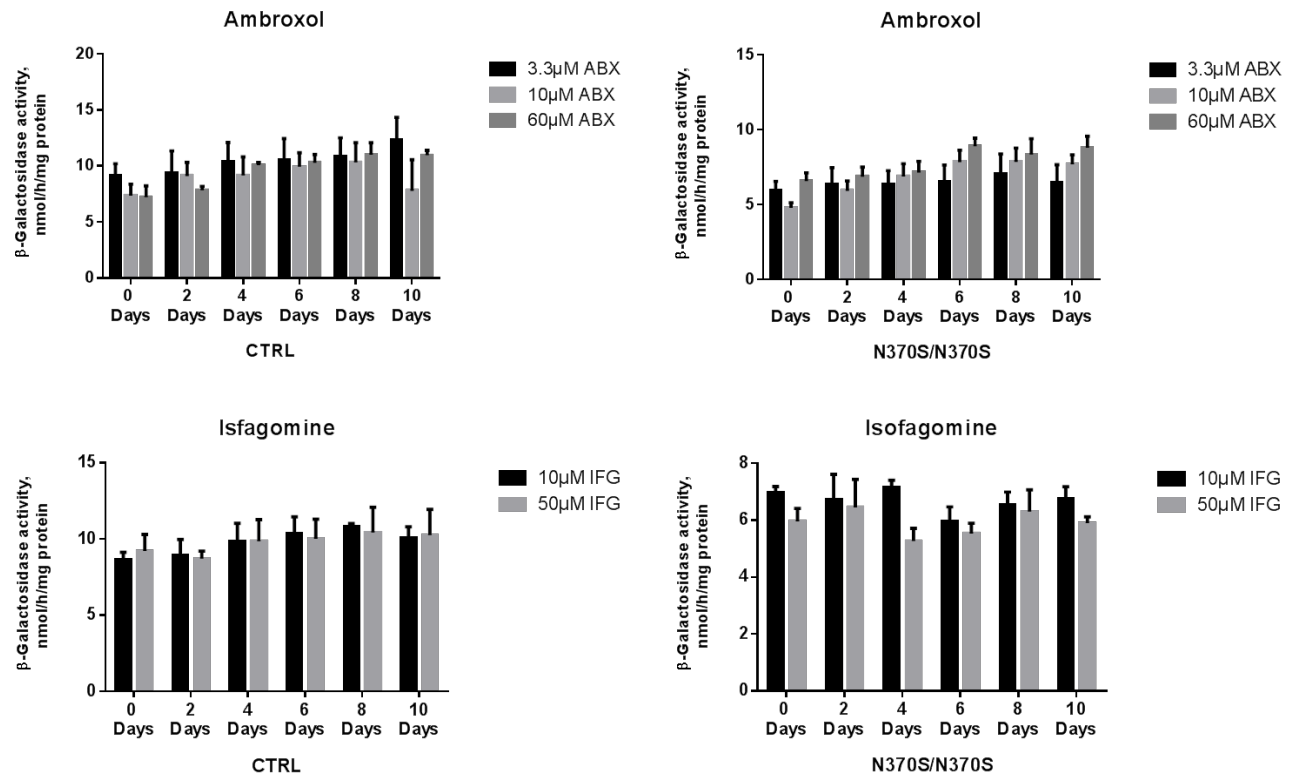 Ambroxol
β-Galactosidase activity,
nmol/h/mg protein
20
15
10
5
0
0
Days
2
Days
4
Days
6
Days
8
Days
10
Days
CTRL
3.3µM ABX
10µM ABX
60µM ABX
Ambroxol
β-Galactosidase activity,
nmol/h/mg protein
15
10
5
0
0
Days
2
Days
4
Days
6
Days
8
Days
10
Days
N370S/N370S
3.3µM ABX
10µM ABX
60µM ABX
Isfagomine
β-Galactosidase activity,
nmol/h/mg protein
15
10
5
0
0
Days
2
Days
4
Days
6
Days
8
Days
10
Days
CTRL
10µM IFG
50µM IFG
Isofagomine
β-Galactosidase activity,
nmol/h/mg protein
8
6
4
2
0
0
Days
2
Days
4
Days
6
Days
8
Days
10
Days
N370S/N370S
10µM IFG
50µM IFG